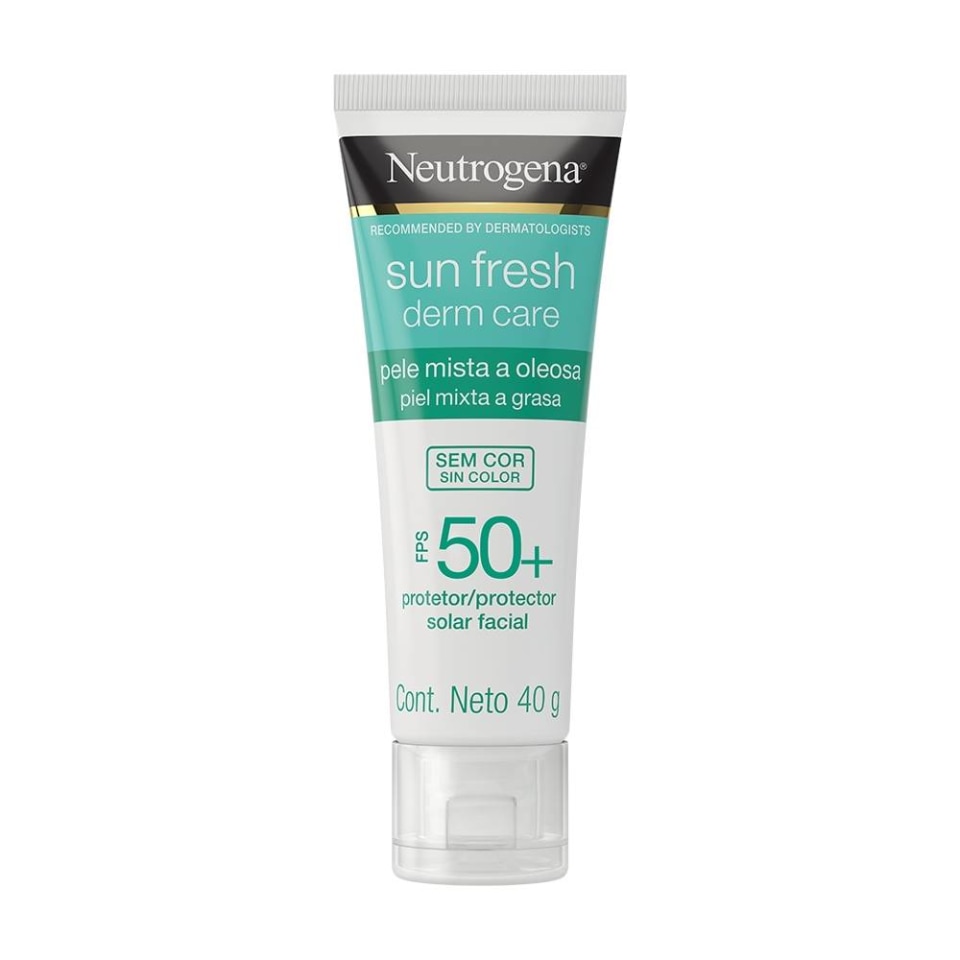 Neutrogena®
RECOMMENDED BY DERMATOLOGISTS
sun fresh
derm care
pele mista a oleosa
piel mixta a grasa
SEM COR
SIN COLOR
FPS 50+
protetor/protector
solar facial
Cont. Neto 40 g